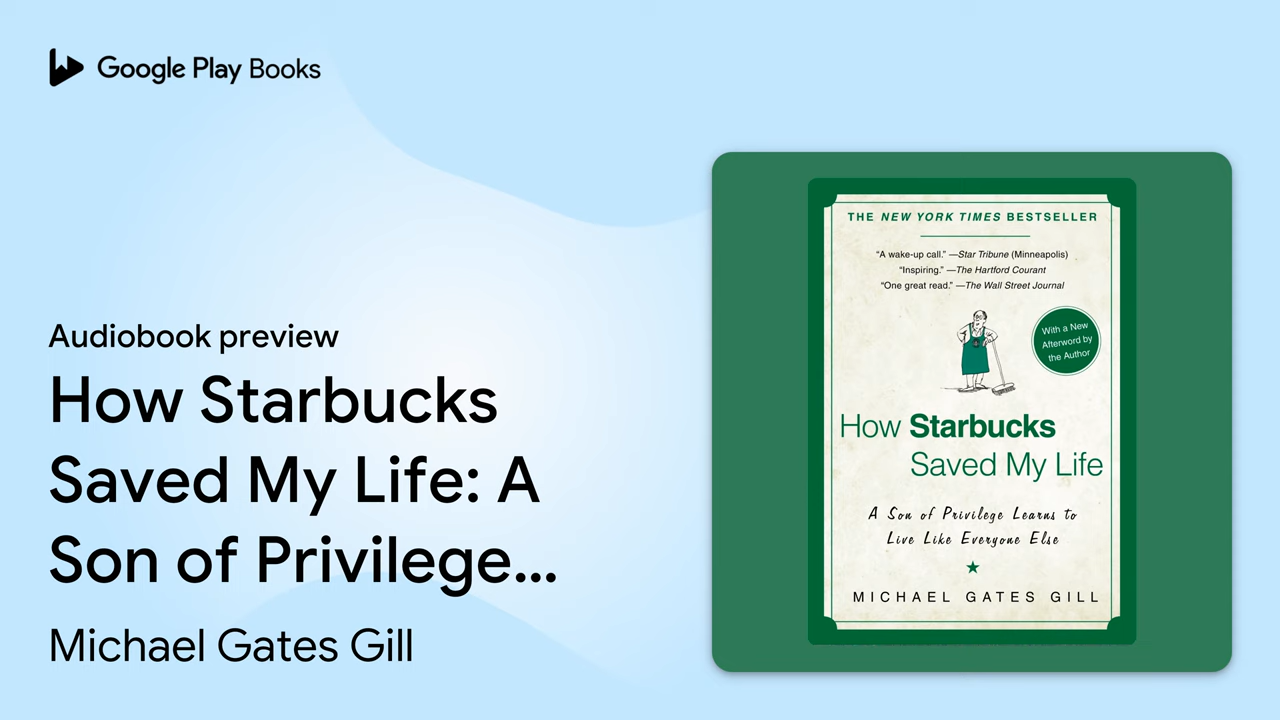 Google Play Books
Audiobook preview
How Starbucks
Saved My Life: A
Son of Privilege...
Michael Gates Gill
THE NEW YORK TIMES BESTSELLER
“A wake-up call.” —Star Tribune (Minneapolis)
“Inspiring.” —The Hartford Courant
“One great read.” —The Wall Street Journal
With a New
Afterword by
the Author
How Starbucks
Saved My Life
A Son of Privilege Learns to
Live Like Everyone Else
MICHAEL GATES GILL